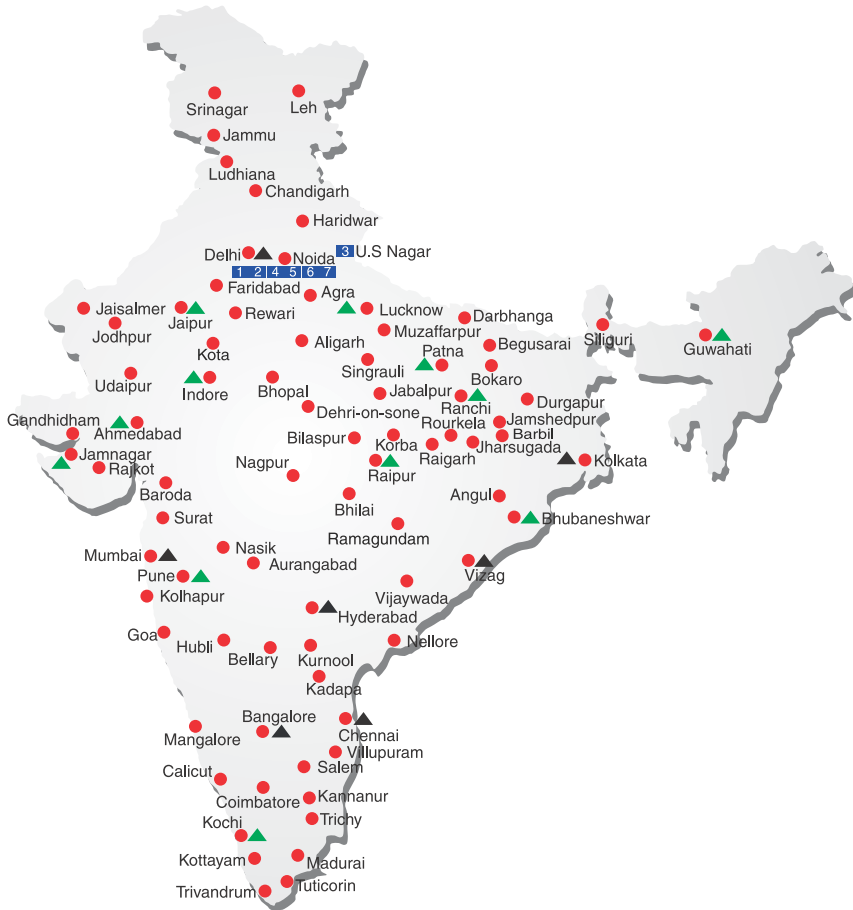 Srinagar
Leh
Jammu
Ludhiana
Chandigarh
Haridwar
Delhi
Noida
3 U.S Nagar
1 2 4 5 6 7
Faridabad
Agra
Jaisalmer
Jaipur
Rewari
Lucknow
Darbhanga
Jodhpur
Muzaffarpur
Siliguri
Guwahati
Kota
Aligarh
Begusarai
Singrauli
Patna
Udaipur
Indore
Bhopal
Jabalpur
Bokaro
Ranchi
Durgapur
Dehri-on-sone
Gandhidham
Ahmedabad
Rourkela
Jamshedpur
Bilaspur
Korba
Barbil
Raigarh
Jharsugada
Jamnagar
Rajkot
Nagpur
Raipur
Kolkata
Baroda
Bhilai
Angul
Surat
Bhubaneshwar
Ramagundam
Mumbai
Nasik
Aurangabad
Pune
Vizag
Kolhapur
Vijaywada
Hyderabad
Goa
Hubli
Bellary
Kurnool
Nellore
Kadapa
Bangalore
Mangalore
Chennai
Villupuram
Calicut
Salem
Coimbatore
Kannanur
Kochi
Trichy
Kottayam
Madurai
Trivandrum
Tuticorin